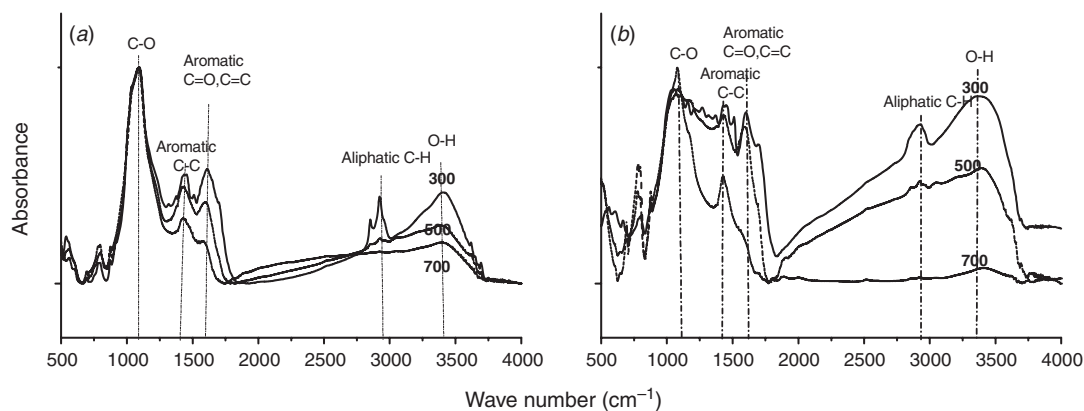 Absorbance
(a)
C-O
Aromatic
C=O,C=C
Aromatic
C-C
Aliphatic C-H
O-H
300
500
700
500 1000 1500 2000 2500 3000 3500 4000
(b)
C-O
Aromatic
C=O,C=C
Aromatic
C-C
Aliphatic C-H
O-H
300
500
700
500 1000 1500 2000 2500 3000 3500 4000
Wave number (cm⁻¹)